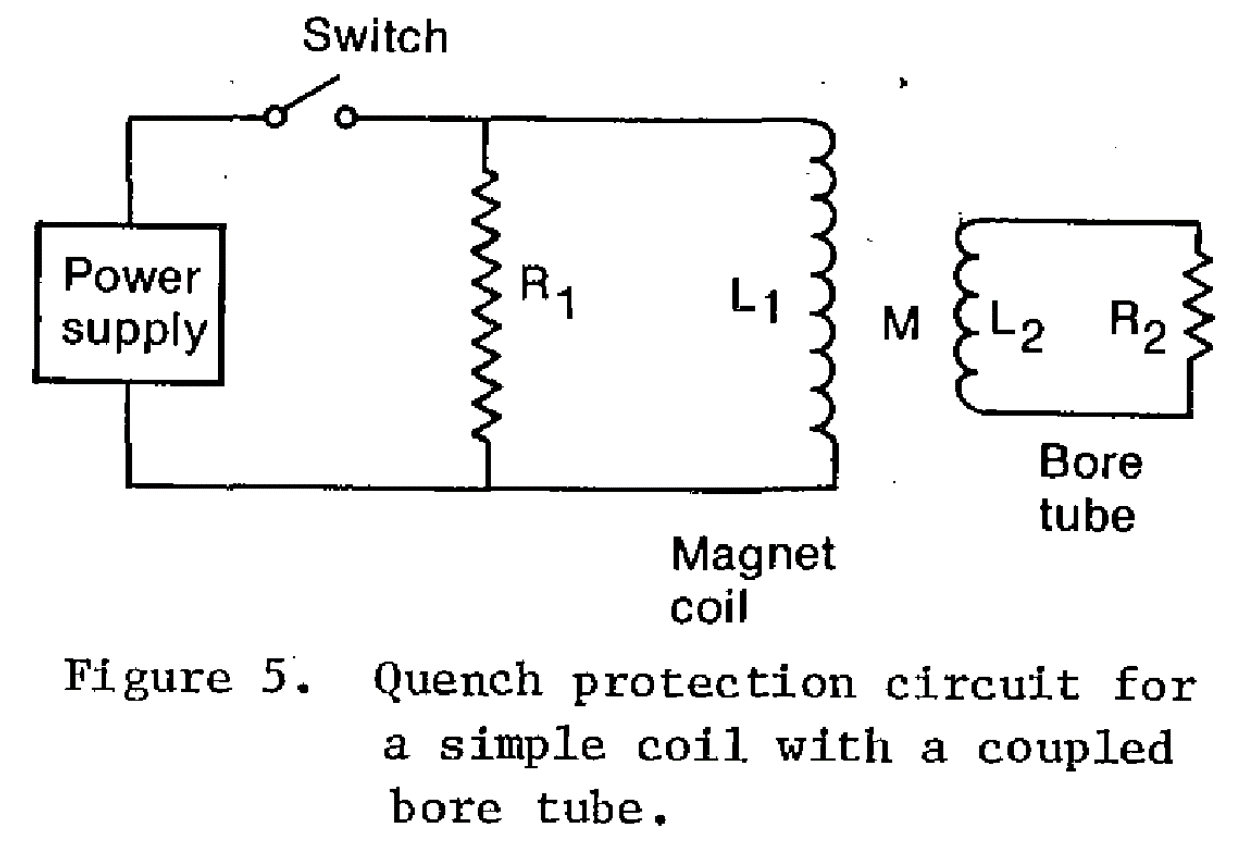 Switch
Power
supply
R1
L1
M
L2
R2
Bore
tube
Magnet
coil
Figure 5. Quench protection circuit for
a simple coil with a coupled
bore tube.